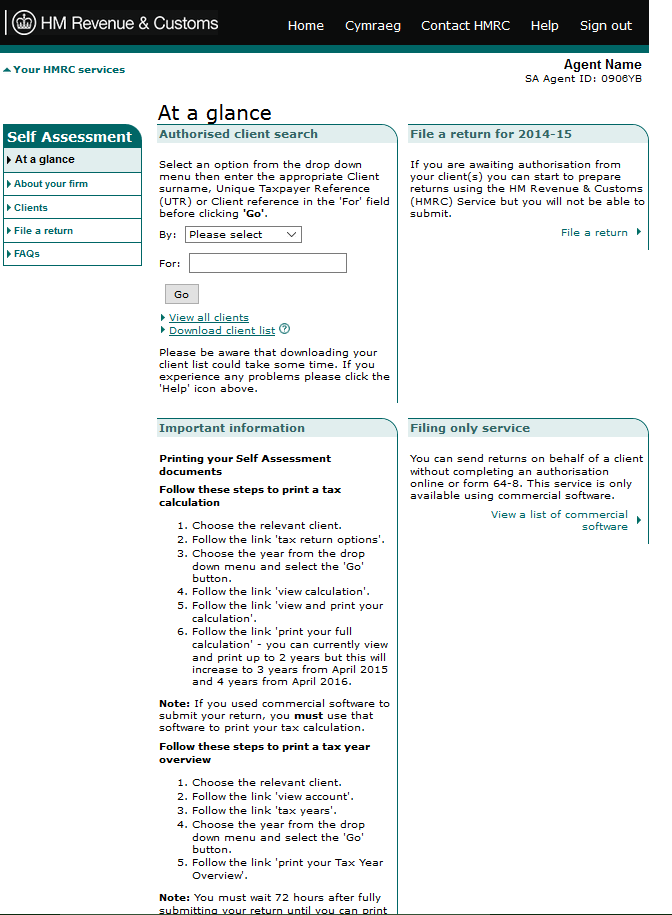 HM Revenue & Customs
Home Cymraeg Contact HMRC Help Sign out
Your HMRC services
Agent Name
SA Agent ID: 0906YB
At a glance
Self Assessment
At a glance
About your firm
Clients
File a return
FAQs
Authorised client search
Select an option from the drop down
menu then enter the appropriate Client
surname, Unique Taxpayer Reference
(UTR) or Client reference in the 'For' field
before clicking 'Go'.
By: Please select
For:
Go
View all clients
Download client list ?
Please be aware that downloading your
client list could take some time. If you
experience any problems please click the
'Help' icon above.
File a return for 2014-15
If you are awaiting authorisation from
your client(s) you can start to prepare
returns using the HM Revenue & Customs
(HMRC) Service but you will not be able to
submit.
File a return
Important information
Printing your Self Assessment
documents
Follow these steps to print a tax
calculation
1. Choose the relevant client.
2. Follow the link 'tax return options'.
3. Choose the year from the drop
down menu and select the 'Go'
button.
4. Follow the link 'view calculation'.
5. Follow the link 'view and print your
calculation'.
6. Follow the link 'print your full
calculation' - you can currently view
and print up to 2 years but this will
increase to 3 years from April 2015
and 4 years from April 2016.
Note: If you used commercial software to
submit your return, you must use that
software to print your tax calculation.
Follow these steps to print a tax year
overview
1. Choose the relevant client.
2. Follow the link 'view account'.
3. Follow the link 'tax years'.
4. Choose the year from the drop
down menu and select the 'Go'
button.
5. Follow the link 'print your Tax Year
Overview'.
Note: You must wait 72 hours after fully
submitting your return until you can print
Filing only service
You can send returns on behalf of a client
without completing an authorisation
online or form 64-8. This service is only
available using commercial software.
View a list of commercial
software